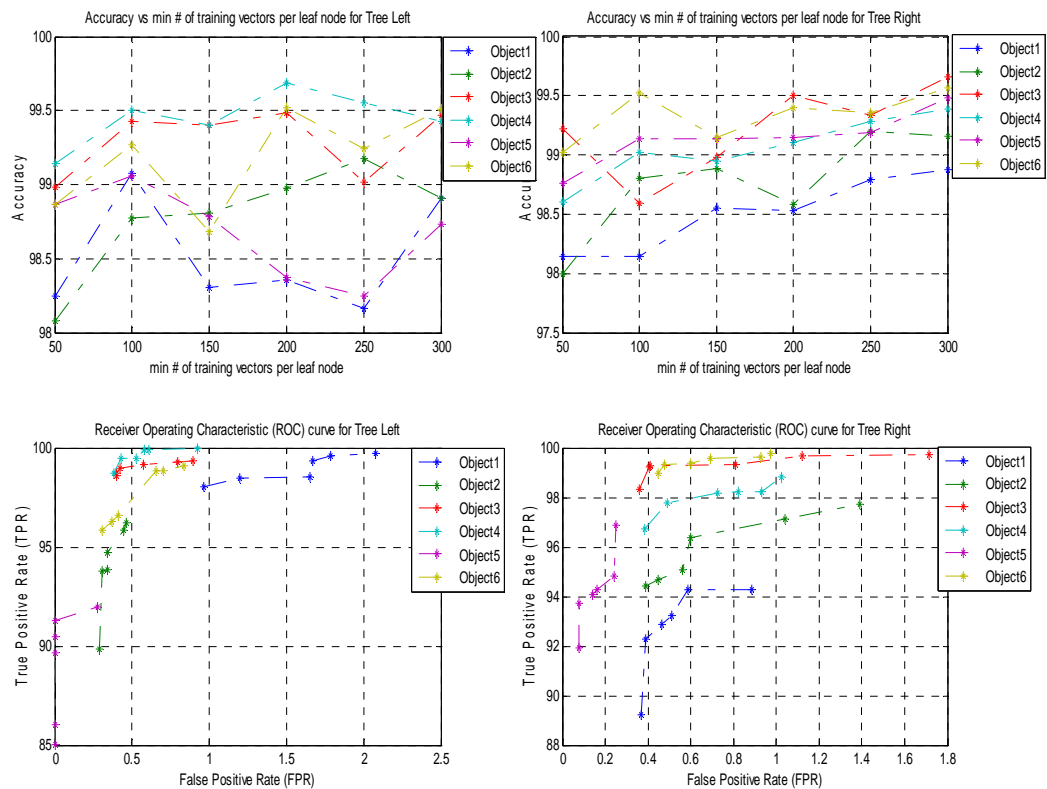 Accuracy vs min # of training vectors per leaf node for Tree Left
100
99.5
99
98.5
98
Accuracy
50 100 150 200 250 300
min # of training vectors per leaf node
Object1
Object2
Object3
Object4
Object5
Object6
Accuracy vs min # of training vectors per leaf node for Tree Right
100
99.5
99
98.5
98
97.5
Accuracy
50 100 150 200 250 300
min # of training vectors per leaf node
Object1
Object2
Object3
Object4
Object5
Object6
Receiver Operating Characteristic (ROC) curve for Tree Left
100
95
90
85
True Positive Rate (TPR)
0 0.5 1 1.5 2 2.5
False Positive Rate (FPR)
Object1
Object2
Object3
Object4
Object5
Object6
Receiver Operating Characteristic (ROC) curve for Tree Right
100
98
96
94
92
90
88
True Positive Rate (TPR)
0 0.2 0.4 0.6 0.8 1 1.2 1.4 1.6 1.8
False Positive Rate (FPR)
Object1
Object2
Object3
Object4
Object5
Object6